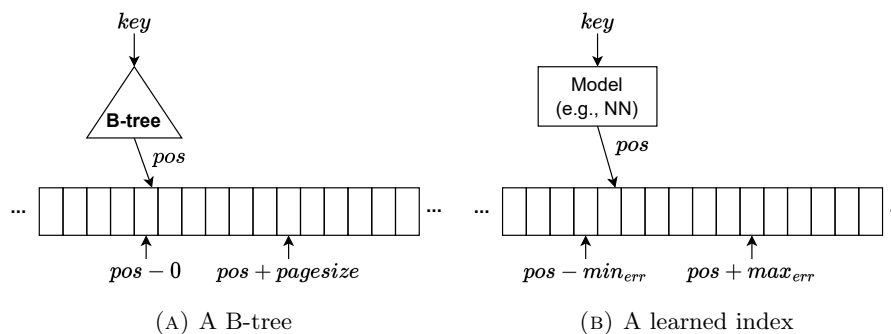 key
B-tree
pos
...
...
pos − 0
pos + pagesize
(A) A B-tree
key
Model
(e.g., NN)
pos
...
pos − min_err
pos + max_err
(B) A learned index